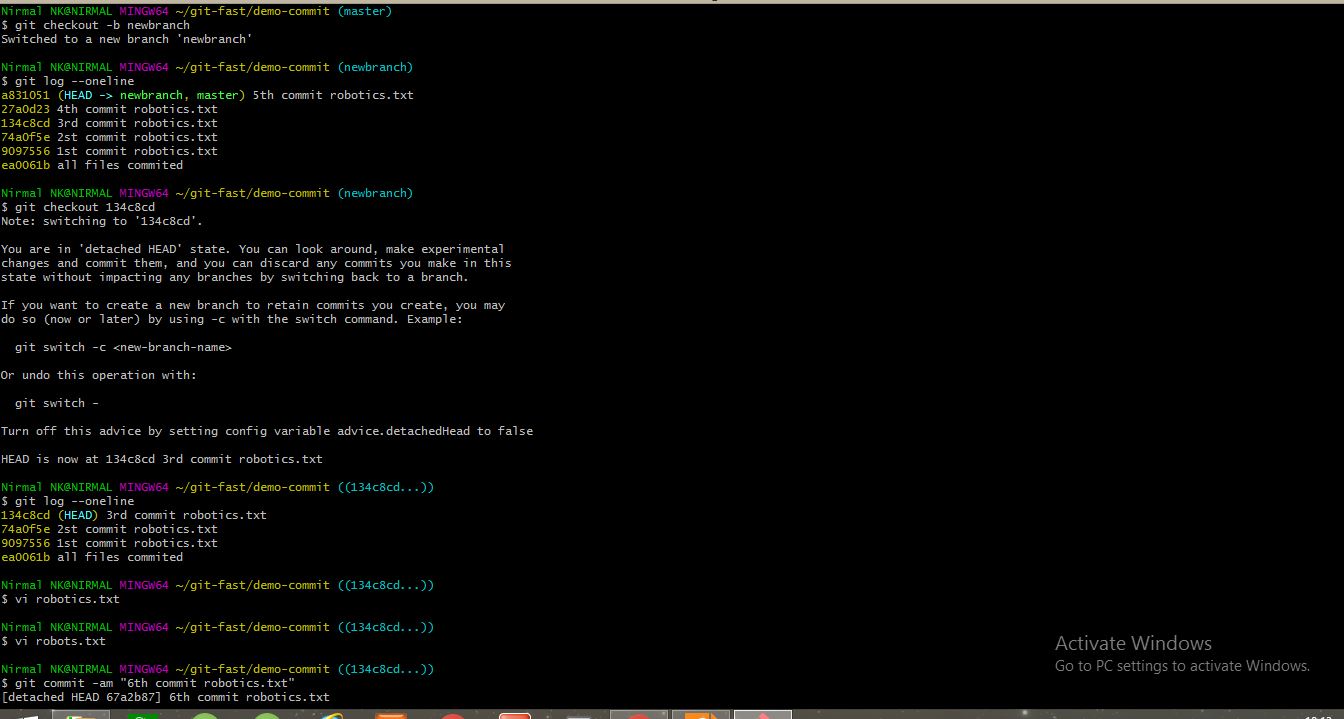 Nirmal NK@NIRMAL MINGW64 ~/git-fast/demo-commit (master)
$ git checkout -b newbranch
Switched to a new branch 'newbranch'
Nirmal NK@NIRMAL MINGW64 ~/git-fast/demo-commit (newbranch)
$ git log --oneline
a831051 (HEAD -> newbranch, master) 5th commit robotics.txt
27a0d23 4th commit robotics.txt
134c8cd 3rd commit robotics.txt
74a0f5e 2st commit robotics.txt
9097556 1st commit robotics.txt
ea0061b all files commited
Nirmal NK@NIRMAL MINGW64 ~/git-fast/demo-commit (newbranch)
$ git checkout 134c8cd
Note: switching to '134c8cd'.
You are in 'detached HEAD' state. You can look around, make experimental
changes and commit them, and you can discard any commits you make in this
state without impacting any branches by switching back to a branch.
If you want to create a new branch to retain commits you create, you may
do so (now or later) by using -c with the switch command. Example:
git switch -c <new-branch-name>
Or undo this operation with:
git switch -
Turn off this advice by setting config variable advice.detachedHead to false
HEAD is now at 134c8cd 3rd commit robotics.txt
Nirmal NK@NIRMAL MINGW64 ~/git-fast/demo-commit ((134c8cd...))
$ git log --oneline
134c8cd (HEAD) 3rd commit robotics.txt
74a0f5e 2st commit robotics.txt
9097556 1st commit robotics.txt
ea0061b all files commited
Nirmal NK@NIRMAL MINGW64 ~/git-fast/demo-commit ((134c8cd...))
$ vi robotics.txt
Nirmal NK@NIRMAL MINGW64 ~/git-fast/demo-commit ((134c8cd...))
$ vi robots.txt
Nirmal NK@NIRMAL MINGW64 ~/git-fast/demo-commit ((134c8cd...))
$ git commit -am "6th commit robotics.txt"
[detached HEAD 67a2b87] 6th commit robotics.txt
Activate Windows
Go to PC settings to activate Windows.